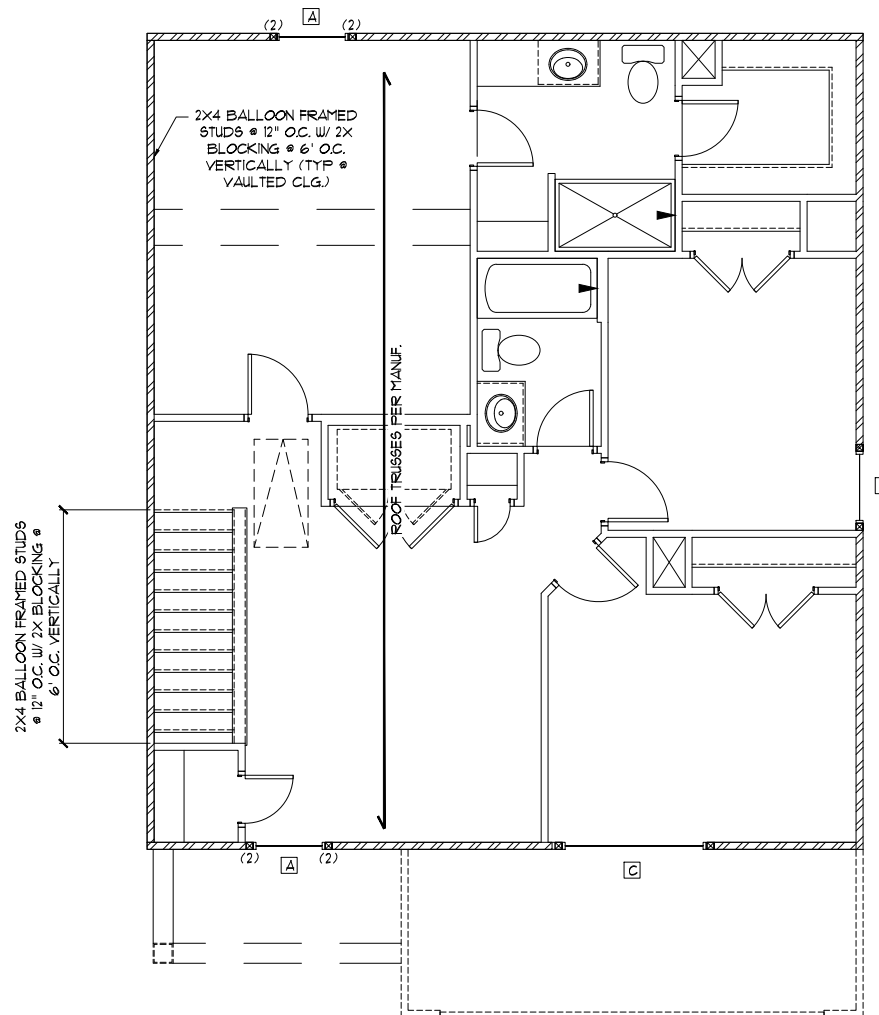 (2) A (2)
2X4 BALLOON FRAMED
STUDS @ 12" O.C. W/ 2X
BLOCKING @ 6' O.C.
VERTICALLY (TYP @
VAULTED CLG.)
ROOF TRUSSES PER MANUF.
2X4 BALLOON FRAMED STUDS
@ 12" O.C. W/ 2X BLOCKING @
6' O.C. VERTICALLY
(2) A (2)
C